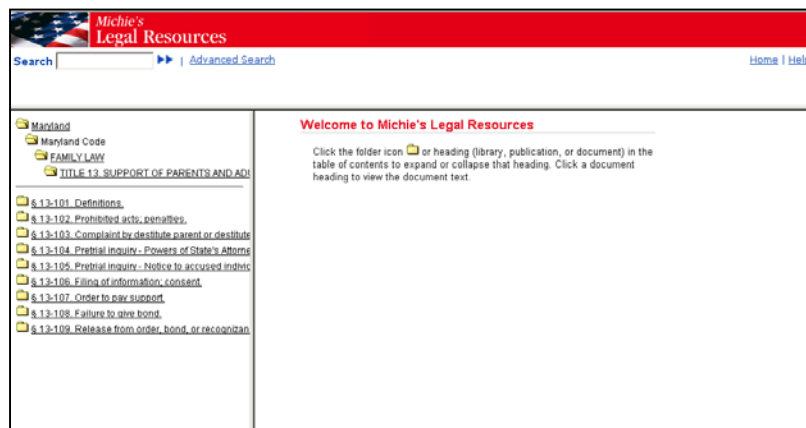 Michie's
Legal Resources
Search
Advanced Search
Home | Help
Maryland
Maryland Code
FAMILY LAW
TITLE 13. SUPPORT OF PARENTS AND ADU
§ 13-101. Definitions.
§ 13-102. Prohibited acts; penalties.
§ 13-103. Complaint by destitute parent or destitute
§ 13-104. Pretrial inquiry - Powers of State's Attorne
§ 13-105. Pretrial inquiry - Notice to accused individ
§ 13-106. Filing of information; consent.
§ 13-107. Order to pay support.
§ 13-108. Failure to give bond.
§ 13-109. Release from order, bond, or recognizan
Welcome to Michie's Legal Resources
Click the folder icon or heading (library, publication, or document) in the
table of contents to expand or collapse that heading. Click a document
heading to view the document text.